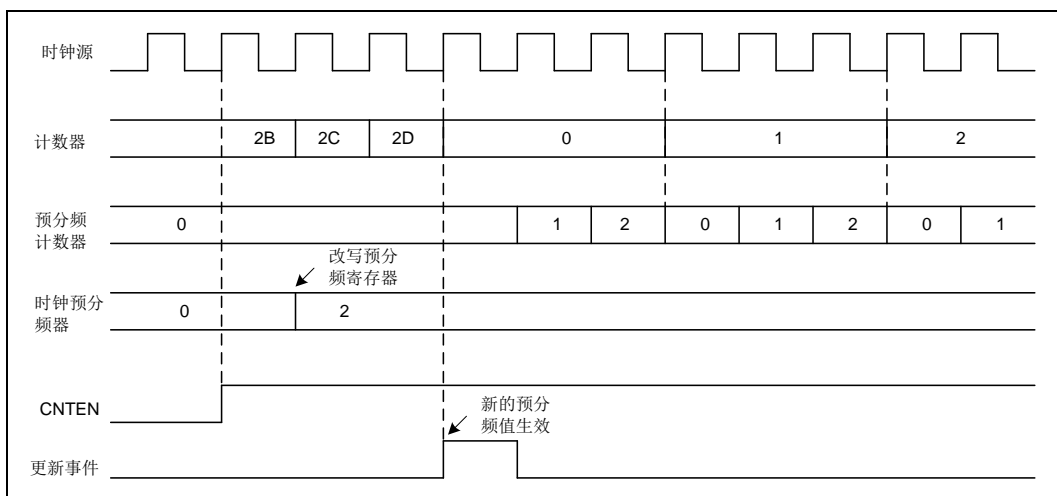 时钟源
计数器
2B 2C 2D 0 1 2
预分频
计数器
0 1 2 0 1 2 0 1
改写预分
频寄存器
时钟预分
频器
0 2
CNTEN
新的预分
频值生效
更新事件